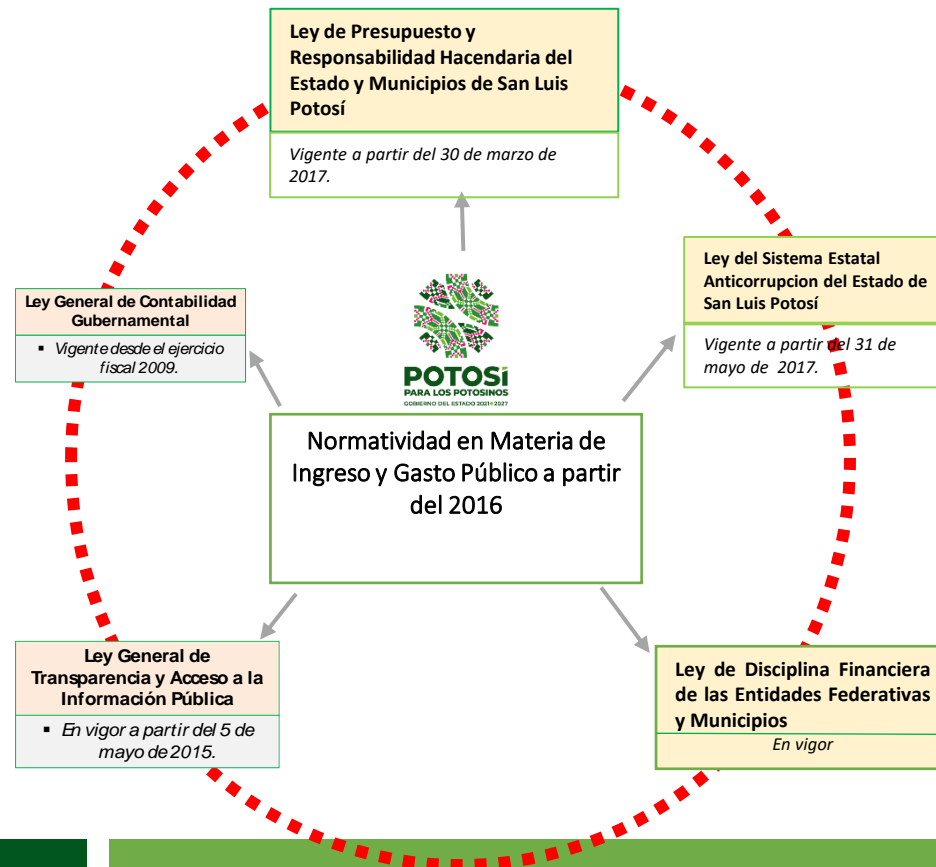 Ley de Presupuesto y
Responsabilidad Hacendaria del
Estado y Municipios de San Luis
Potosí
Vigente a partir del 30 de marzo de
2017.
Ley del Sistema Estatal
Anticorrupcion del Estado de
San Luis Potosí
Vigente a partir del 31 de
mayo de 2017.
Ley General de Contabilidad
Gubernamental
▪ Vigente desde el ejercicio
fiscal 2009.
POTOSÍ
PARA LOS POTOSINOS
GOBIERNO DEL ESTADO 2021-2027
Normatividad en Materia de
Ingreso y Gasto Público a partir
del 2016
Ley General de
Transparencia y Acceso a la
Información Pública
▪ En vigor a partir del 5 de
mayo de 2015.
Ley de Disciplina Financiera
de las Entidades Federativas
y Municipios
En vigor